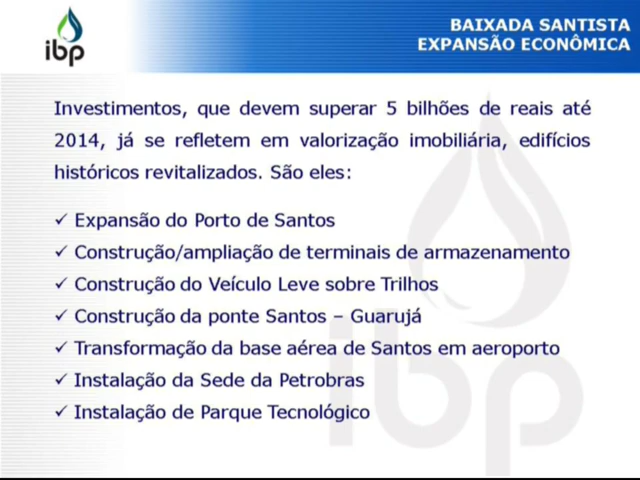 ibp
BAIXADA SANTISTA
EXPANSÃO ECONÔMICA
Investimentos, que devem superar 5 bilhões de reais até
2014, já se refletem em valorização imobiliária, edifícios
históricos revitalizados. São eles:
✓ Expansão do Porto de Santos
✓ Construção/ampliação de terminais de armazenamento
✓ Construção do Veículo Leve sobre Trilhos
✓ Construção da ponte Santos – Guarujá
✓ Transformação da base aérea de Santos em aeroporto
✓ Instalação da Sede da Petrobras
✓ Instalação de Parque Tecnológico
ibp